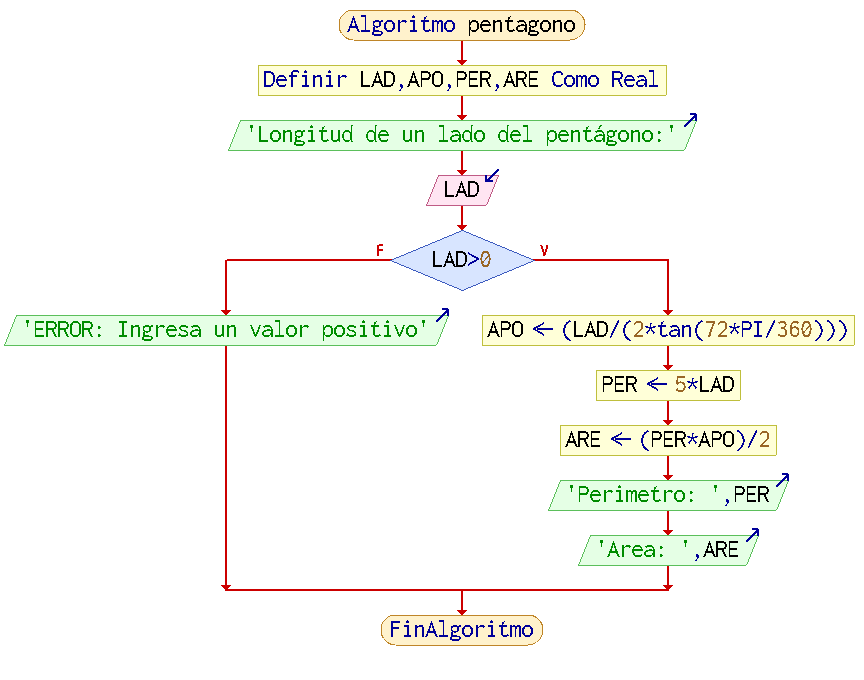 Algoritmo pentagono
Definir LAD,APO,PER,ARE Como Real
'Longitud de un lado del pentágono:'
LAD
F
LAD>0
V
'ERROR: Ingresa un valor positivo'
APO ← (LAD/(2*tan(72*PI/360)))
PER ← 5*LAD
ARE ← (PER*APO)/2
'Perimetro: ',PER
'Area: ',ARE
FinAlgoritmo